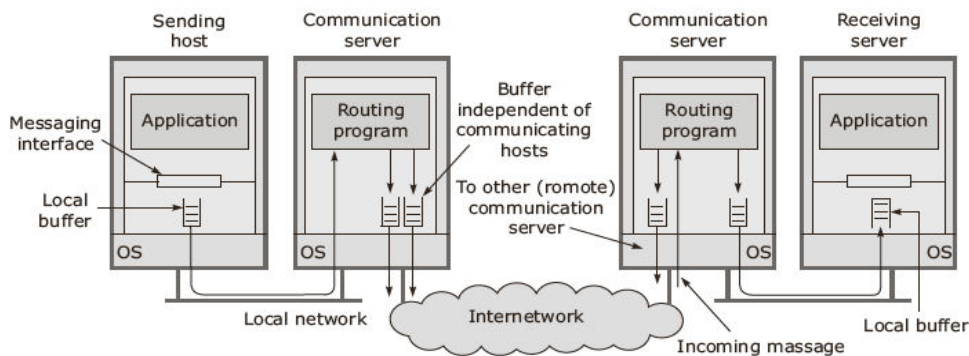 Sending
host
Communication
server
Communication
server
Receiving
server
Messaging
interface
Application
Local
buffer
OS
Routing
program
OS
Buffer
independent of
communicating
hosts
To other (romote)
communication
server
Routing
program
OS
Application
OS
Local network
Internetwork
Incoming massage
Local buffer